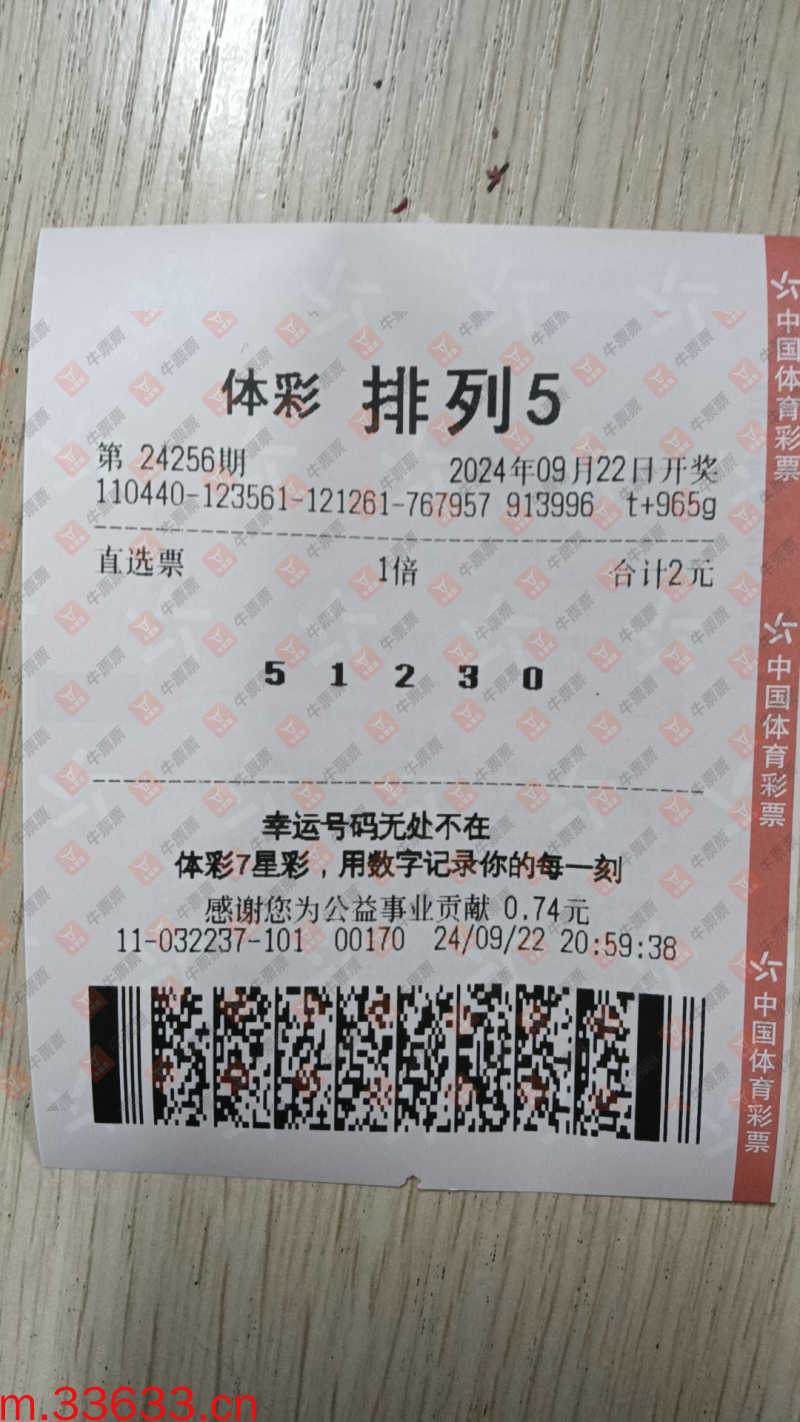 体彩 排列5
第 24256期 2024年09月22日开奖
110440-123561-121261-767957 913996 t+965g
直选票 1倍 合计2元
5 1 2 3 0
幸运号码无处不在
体彩7星彩，用数字记录你的每一刻
感谢您为公益事业贡献 0.74元
11-032237-101 00170 24/09/22 20:59:38
中国体育彩票
中国体育彩票
中国体育彩票
牛票票
m.33633.cn